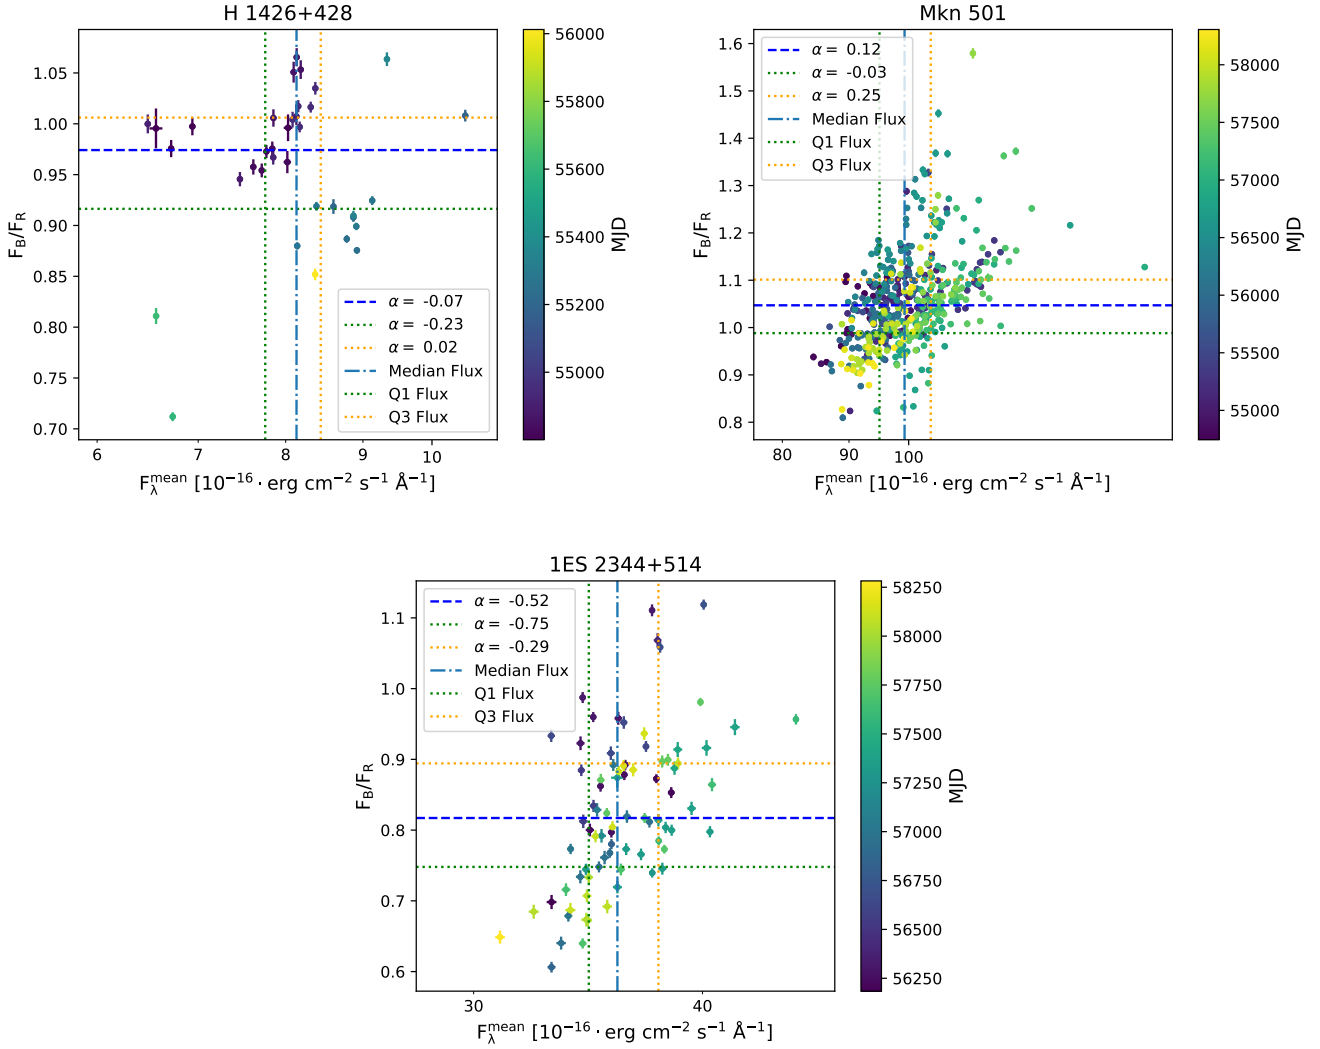 H 1426+428
1.05
1.00
0.95
0.90
0.85
0.80
0.75
0.70
F_B/F_R
α = -0.07
α = -0.23
α = 0.02
Median Flux
Q1 Flux
Q3 Flux
6 7 8 9 10
F_λ^mean [10^−16 · erg cm^−2 s^−1 Å^−1]
56000
55800
55600
55400
55200
55000
MJD
Mkn 501
1.6
1.5
1.4
1.3
1.2
1.1
1.0
0.9
0.8
F_B/F_R
α = 0.12
α = -0.03
α = 0.25
Median Flux
Q1 Flux
Q3 Flux
80 90 100
F_λ^mean [10^−16 · erg cm^−2 s^−1 Å^−1]
58000
57500
57000
56500
56000
55500
55000
MJD
1ES 2344+514
1.1
1.0
0.9
0.8
0.7
0.6
F_B/F_R
α = -0.52
α = -0.75
α = -0.29
Median Flux
Q1 Flux
Q3 Flux
30 40
F_λ^mean [10^−16 · erg cm^−2 s^−1 Å^−1]
58250
58000
57750
57500
57250
57000
56750
56500
56250
MJD